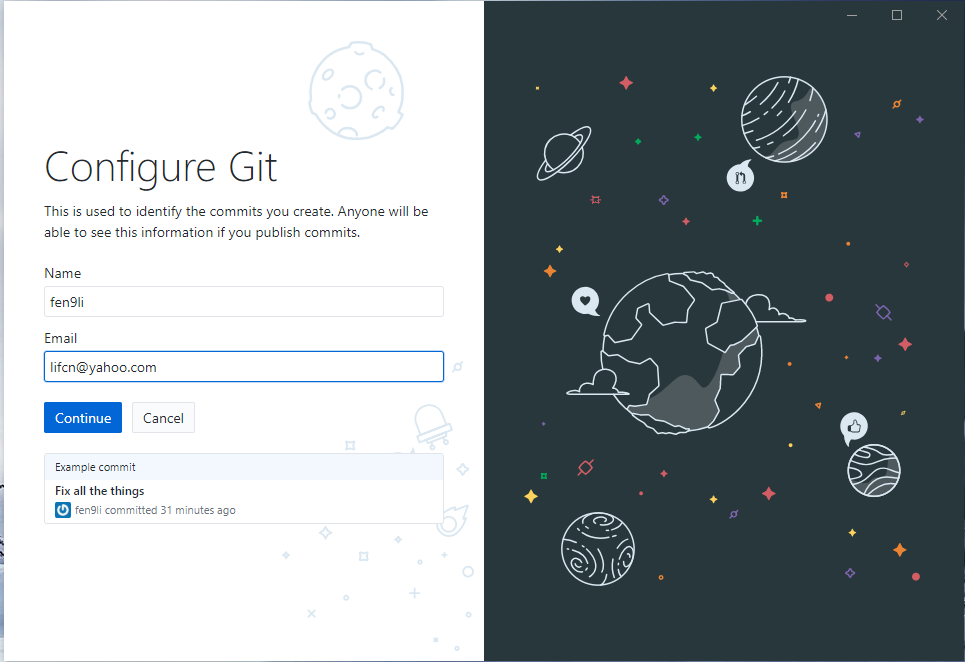 Configure Git
This is used to identify the commits you create. Anyone will be
able to see this information if you publish commits.
Name
fen9li
Email
lifcn@yahoo.com
Continue
Cancel
Example commit
Fix all the things
fen9li committed 31 minutes ago